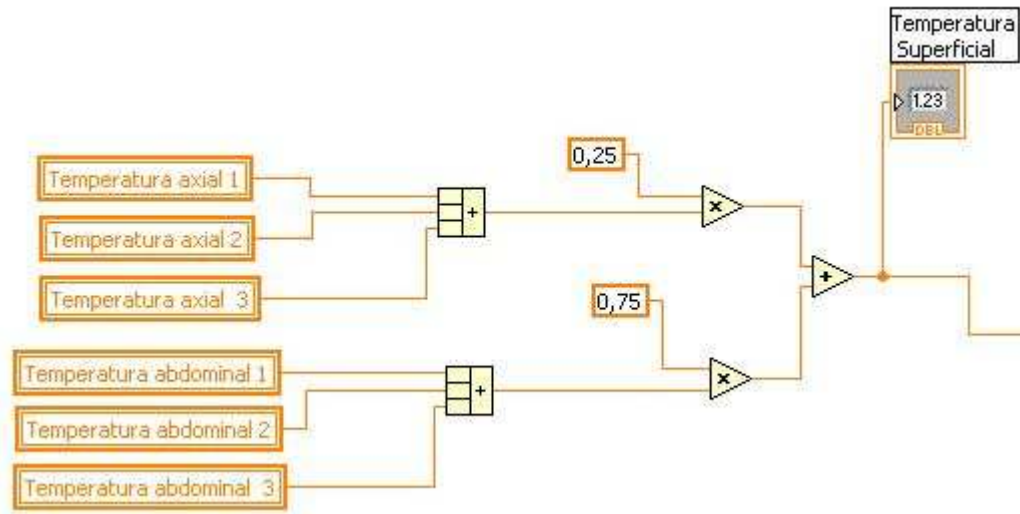 Temperatura
Superficial
1.23
DBL
0,25
Temperatura axial 1
×
+
Temperatura axial 2
+
Temperatura axial  3
0,75
Temperatura abdominal 1
×
+
Temperatura abdominal 2
Temperatura abdominal  3